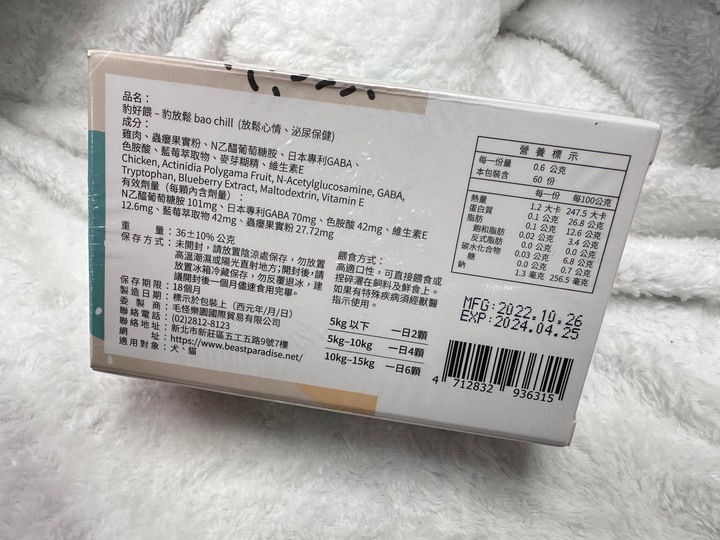 品名：
豹好餵 – 豹放鬆 bao chill (放鬆心情、泌尿保健)
成分：
雞肉、蟲癭果實粉、N乙醯葡萄糖胺、日本專利GABA、
色胺酸、藍莓萃取物、麥芽糊精、維生素E
Chicken, Actinidia Polygama Fruit, N-Acetylglucosamine, GABA,
Tryptophan, Blueberry Extract, Maltodextrin, Vitamin E
有效劑量（每顆內含劑量）：
N乙醯葡萄糖胺 101mg、日本專利GABA 70mg、色胺酸 42mg、維生素E
12.6mg、藍莓萃取物 42mg、蟲癭果實粉 27.72mg
重量：36±10% 公克
保存方式：未開封，請放置陰涼處保存，勿放置
高溫潮濕或陽光直射地方；開封後，請
放置冰箱冷藏保存，勿反覆退冰，建
議開封後一個月儘速食用完畢。
保存期限：18個月
製造日期：標示於包裝上（西元年/月/日）
委製商：毛怪樂園國際貿易有限公司
聯絡電話：(02)2812-8123
聯絡地址：新北市新莊區五工五路9號7樓
網址：https://www.beastparadise.net/
適用對象：犬、貓
餵食方式：
高適口性，可直接餵食或
捏碎灑在飼料及鮮食上。
如果有特殊疾病須經獸醫
指示使用。
5kg 以下 一日2顆
5kg~10kg 一日4顆
10kg~15kg 一日6顆
營養標示
每一份量 0.6 公克
本包裝含 60 份
每一份 每100公克
熱量 1.2 大卡 247.5 大卡
蛋白質 0.1 公克 26.8 公克
脂肪 0.1 公克 12.6 公克
飽和脂肪 0.02 公克 3.4 公克
反式脂肪 0.0 公克 0.0 公克
碳水化合物 0.03 公克 6.8 公克
糖 0.0 公克 0.7 公克
鈉 1.3 毫克 256.5 毫克
MFG:2022.10.26
EXP:2024.04.25
4 712832 936315